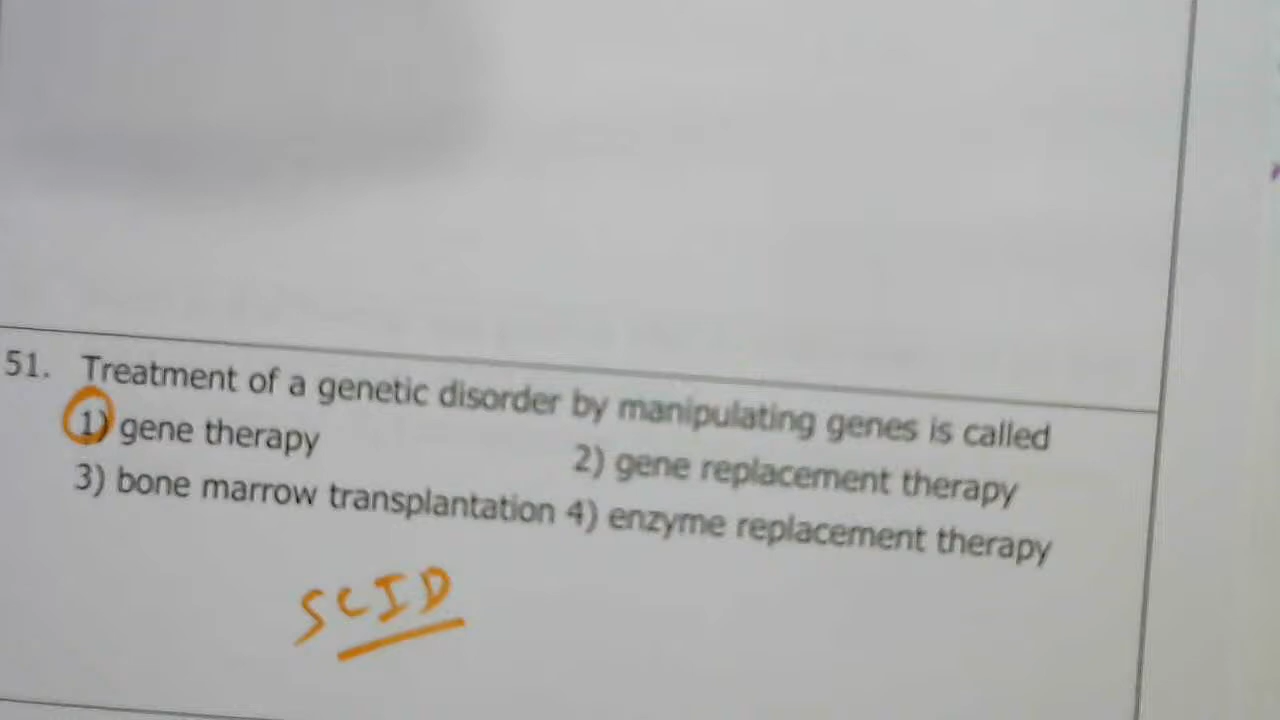 51. Treatment of a genetic disorder by manipulating genes is called
1) gene therapy 2) gene replacement therapy
3) bone marrow transplantation 4) enzyme replacement therapy
SCID